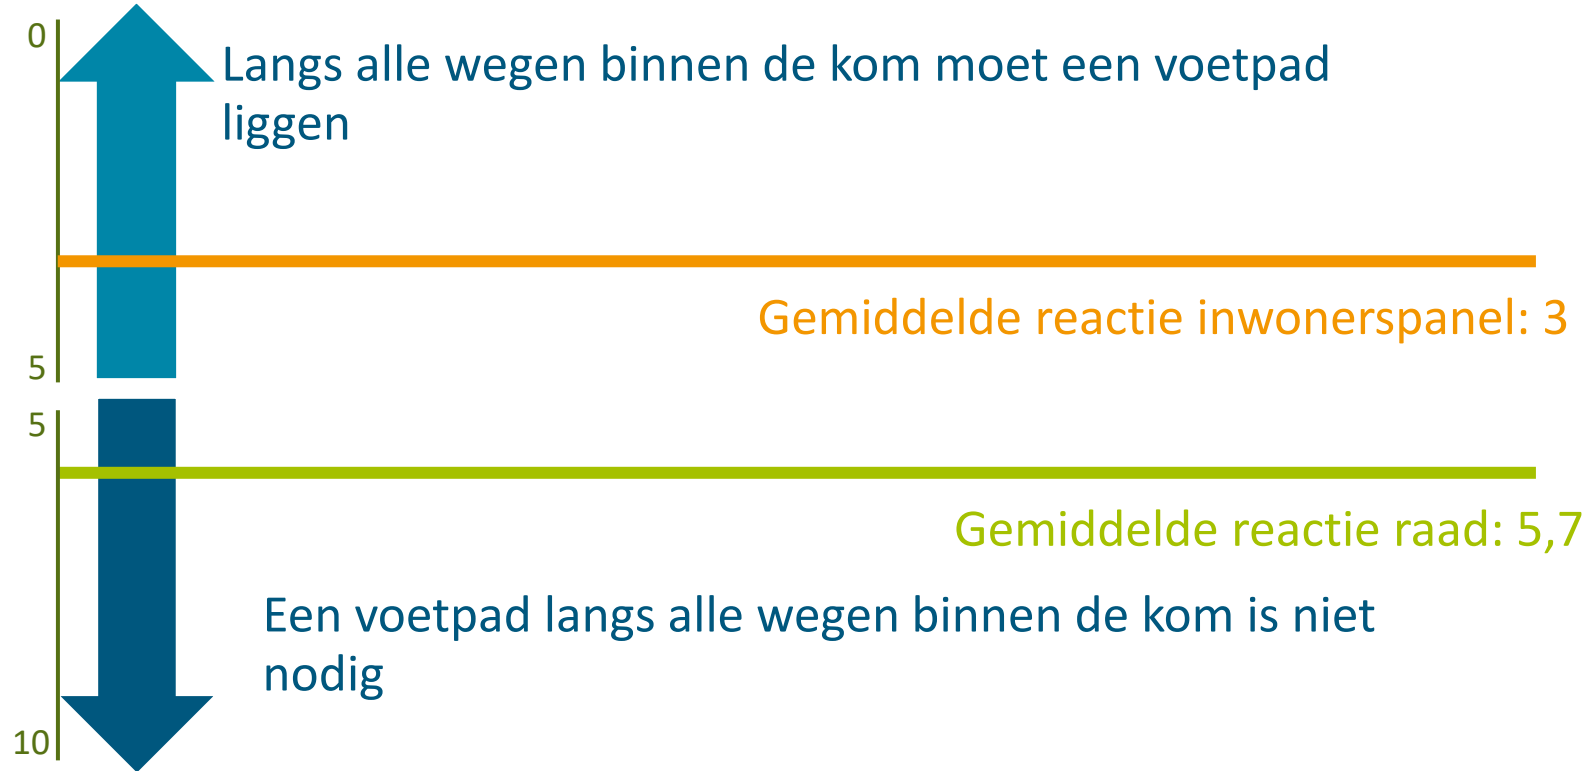 0
Langs alle wegen binnen de kom moet een voetpad
liggen
Gemiddelde reactie inwonerspanel: 3
5
5
Gemiddelde reactie raad: 5,7
Een voetpad langs alle wegen binnen de kom is niet
nodig
10